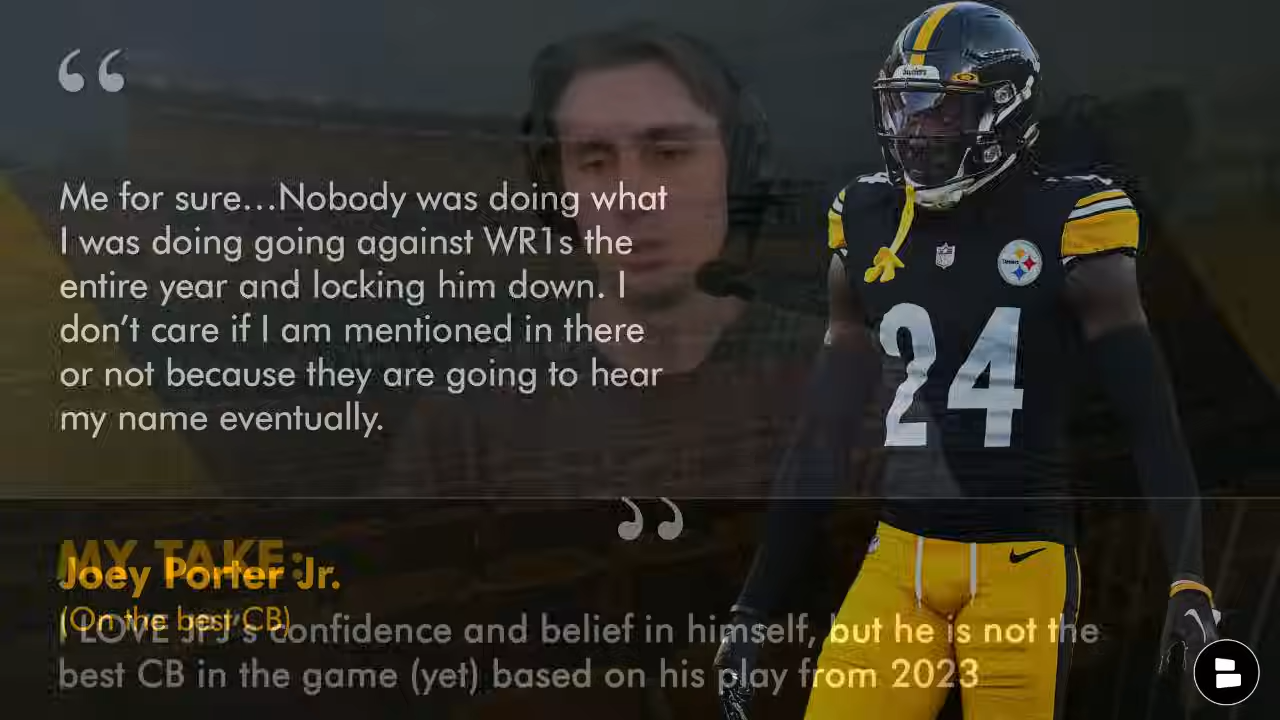 Me for sure...Nobody was doing what
I was doing going against WR1s the
entire year and locking him down. I
don't care if I am mentioned in there
or not because they are going to hear
my name eventually.
MY TAKE:
Joey Porter Jr.
(On the best CB)
I LOVE JPJ's confidence and belief in himself, but he is not the
best CB in the game (yet) based on his play from 2023
24